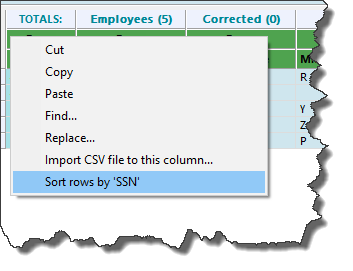 TOTALS: Employees (5) Corrected (0)
Cut
Copy
Paste
Find...
Replace...
Import CSV file to this column...
Sort rows by 'SSN'
R
Y
Z
P